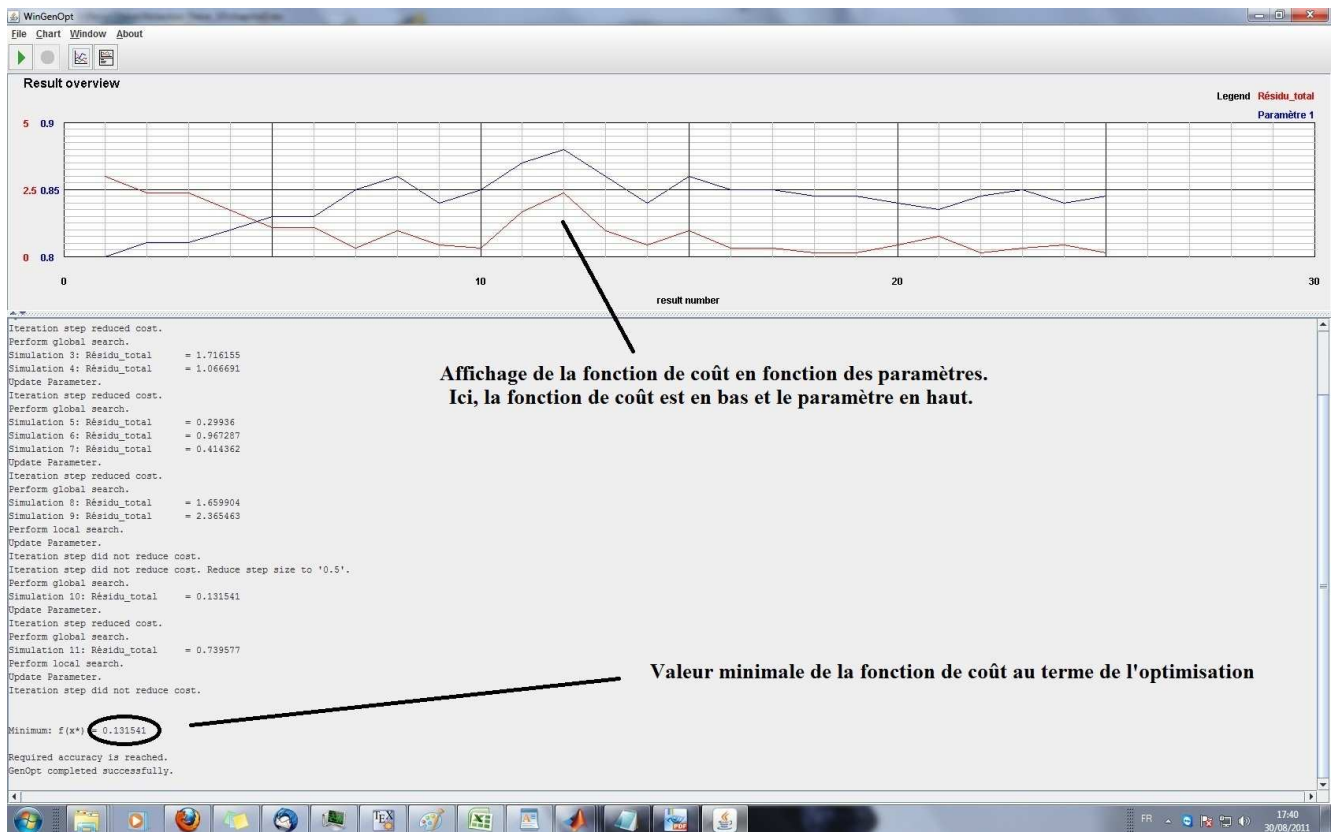 WinGenOpt
File Chart Window About
Result overview
Legend Résidu_total
Paramètre 1
5 0.9
2.5 0.85
0 0.8
0 10 20 30
result number
Iteration step reduced cost.
Perform global search.
Simulation 3: Résidu_total = 1.716155
Simulation 4: Résidu_total = 1.066691
Update Parameter.
Iteration step reduced cost.
Perform global search.
Simulation 5: Résidu_total = 0.29936
Simulation 6: Résidu_total = 0.967287
Simulation 7: Résidu_total = 0.414362
Update Parameter.
Iteration step reduced cost.
Perform global search.
Simulation 8: Résidu_total = 1.659904
Simulation 9: Résidu_total = 2.365463
Perform local search.
Update Parameter.
Iteration step did not reduce cost.
Iteration step did not reduce cost. Reduce step size to '0.5'.
Perform global search.
Simulation 10: Résidu_total = 0.131541
Update Parameter.
Iteration step reduced cost.
Perform global search.
Simulation 11: Résidu_total = 0.739577
Perform local search.
Update Parameter.
Iteration step did not reduce cost.
Minimum: f(x*) = 0.131541
Required accuracy is reached.
GenOpt completed successfully.
Affichage de la fonction de coût en fonction des paramètres.
Ici, la fonction de coût est en bas et le paramètre en haut.
Valeur minimale de la fonction de coût au terme de l'optimisation
TEX
PDF
FR
17:40
30/08/2011